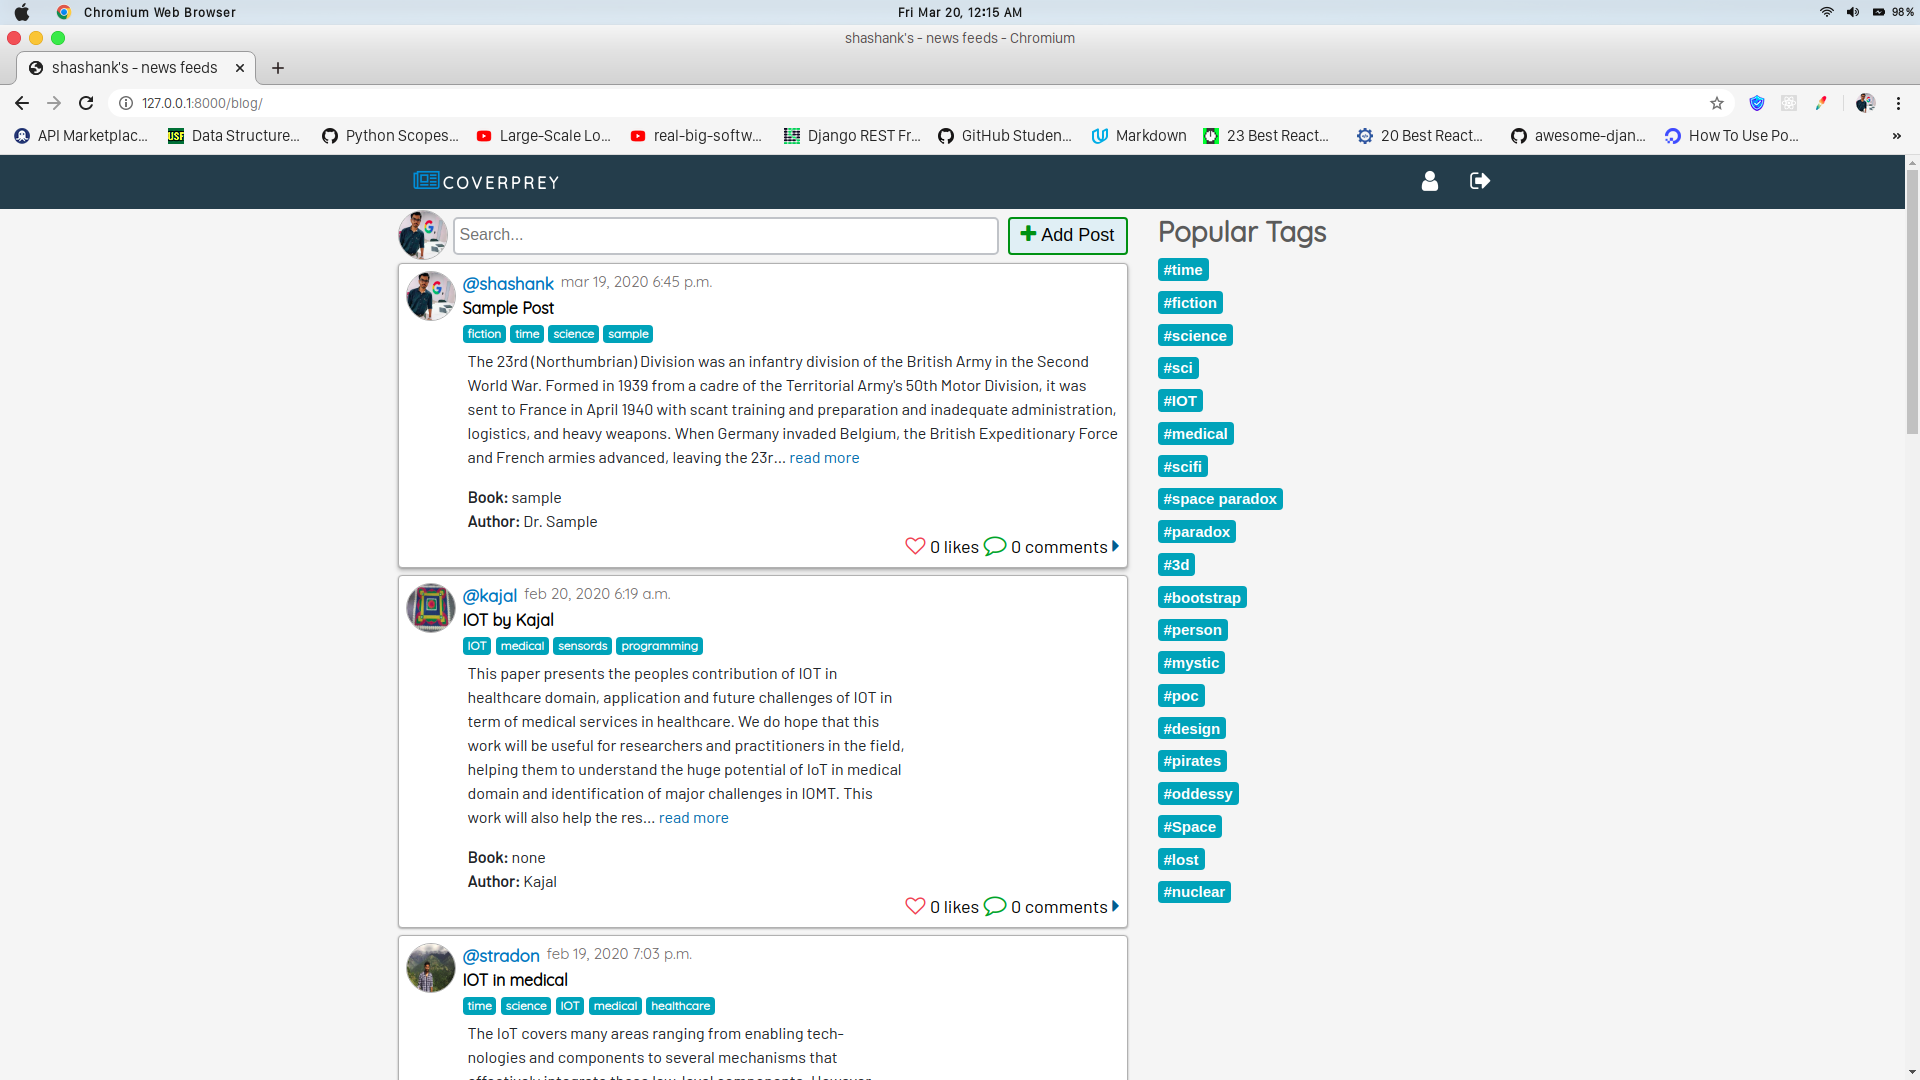 Chromium Web Browser
Fri Mar 20, 12:15 AM
98%
shashank's - news feeds - Chromium
shashank's - news feeds
127.0.0.1:8000/blog/
API Marketplac...
USF
Data Structure...
Python Scopes...
Large-Scale Lo...
real-big-softw...
Django REST Fr...
GitHub Studen...
Markdown
23 Best React...
20 Best React...
awesome-djan...
How To Use Po...
»
COVERPREY
Search...
Add Post
@shashank mar 19, 2020 6:45 p.m.
Sample Post
fiction time science sample
The 23rd (Northumbrian) Division was an infantry division of the British Army in the Second
World War. Formed in 1939 from a cadre of the Territorial Army's 50th Motor Division, it was
sent to France in April 1940 with scant training and preparation and inadequate administration,
logistics, and heavy weapons. When Germany invaded Belgium, the British Expeditionary Force
and French armies advanced, leaving the 23r... read more
Book: sample
Author: Dr. Sample
0 likes 0 comments
@kajal feb 20, 2020 6:19 a.m.
IOT by Kajal
IOT medical sensords programming
This paper presents the peoples contribution of IOT in
healthcare domain, application and future challenges of IOT in
term of medical services in healthcare. We do hope that this
work will be useful for researchers and practitioners in the field,
helping them to understand the huge potential of IoT in medical
domain and identification of major challenges in IOMT. This
work will also help the res... read more
Book: none
Author: Kajal
0 likes 0 comments
@stradon feb 19, 2020 7:03 p.m.
IOT in medical
time science IOT medical healthcare
The IoT covers many areas ranging from enabling tech-
nologies and components to several mechanisms that
effectively integrate these low-level components. However
Popular Tags
#time
#fiction
#science
#sci
#IOT
#medical
#scifi
#space paradox
#paradox
#3d
#bootstrap
#person
#mystic
#poc
#design
#pirates
#oddessy
#Space
#lost
#nuclear